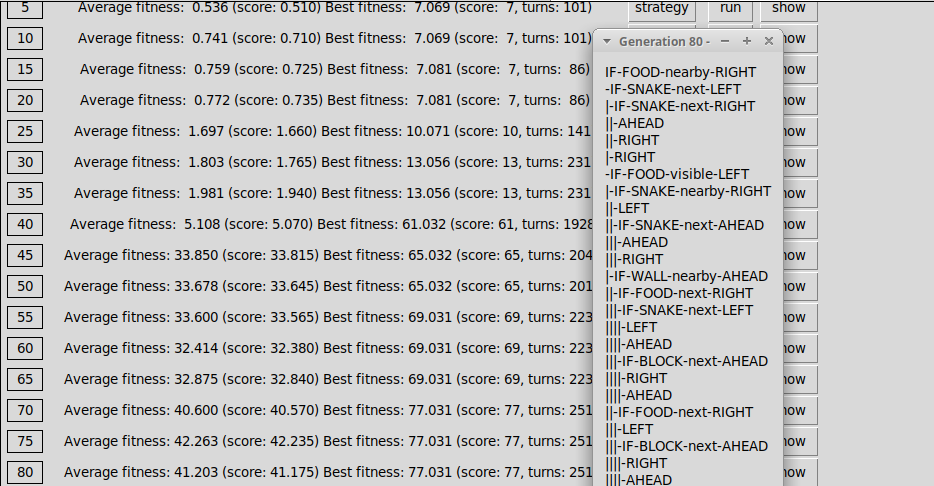 5 Average fitness: 0.536 (score: 0.510) Best fitness: 7.069 (score: 7, turns: 101) strategy run show
10 Average fitness: 0.741 (score: 0.710) Best fitness: 7.069 (score: 7, turns: 101) how
15 Average fitness: 0.759 (score: 0.725) Best fitness: 7.081 (score: 7, turns: 86) how
20 Average fitness: 0.772 (score: 0.735) Best fitness: 7.081 (score: 7, turns: 86) how
25 Average fitness: 1.697 (score: 1.660) Best fitness: 10.071 (score: 10, turns: 141 how
30 Average fitness: 1.803 (score: 1.765) Best fitness: 13.056 (score: 13, turns: 231 how
35 Average fitness: 1.981 (score: 1.940) Best fitness: 13.056 (score: 13, turns: 231 how
40 Average fitness: 5.108 (score: 5.070) Best fitness: 61.032 (score: 61, turns: 1928 how
45 Average fitness: 33.850 (score: 33.815) Best fitness: 65.032 (score: 65, turns: 204 how
50 Average fitness: 33.678 (score: 33.645) Best fitness: 65.032 (score: 65, turns: 201 how
55 Average fitness: 33.600 (score: 33.565) Best fitness: 69.031 (score: 69, turns: 223 how
60 Average fitness: 32.414 (score: 32.380) Best fitness: 69.031 (score: 69, turns: 223 how
65 Average fitness: 32.875 (score: 32.840) Best fitness: 69.031 (score: 69, turns: 223 how
70 Average fitness: 40.600 (score: 40.570) Best fitness: 77.031 (score: 77, turns: 251 how
75 Average fitness: 42.263 (score: 42.235) Best fitness: 77.031 (score: 77, turns: 251 how
80 Average fitness: 41.203 (score: 41.175) Best fitness: 77.031 (score: 77, turns: 251 how
Generation 80 -
IF-FOOD-nearby-RIGHT
-IF-SNAKE-next-LEFT
|-IF-SNAKE-next-RIGHT
||-AHEAD
||-RIGHT
|-RIGHT
-IF-FOOD-visible-LEFT
|-IF-SNAKE-nearby-RIGHT
||-LEFT
||-IF-SNAKE-next-AHEAD
|||-AHEAD
|||-RIGHT
|-IF-WALL-nearby-AHEAD
||-IF-FOOD-next-RIGHT
|||-IF-SNAKE-next-LEFT
||||-LEFT
||||-AHEAD
|||-IF-BLOCK-next-AHEAD
||||-RIGHT
||||-AHEAD
||-IF-FOOD-next-RIGHT
|||-LEFT
|||-IF-BLOCK-next-AHEAD
||||-RIGHT
||||-AHEAD